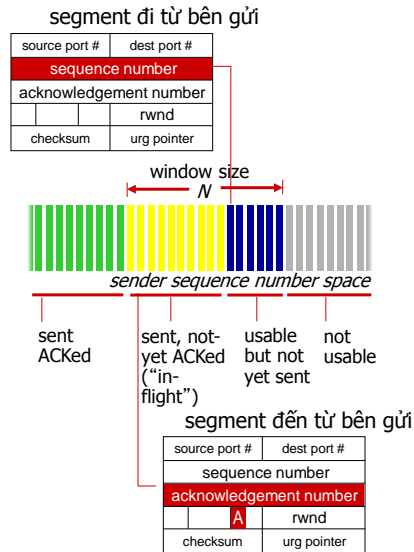 segment đi từ bên gửi
source port # dest port #
sequence number
acknowledgement number
rwnd
checksum urg pointer
window size
N
sender sequence number space
sent
ACKed
sent, not-
yet ACKed
(“in-
flight”)
usable
but not
yet sent
not
usable
segment đến từ bên gửi
source port # dest port #
sequence number
acknowledgement number
A rwnd
checksum urg pointer